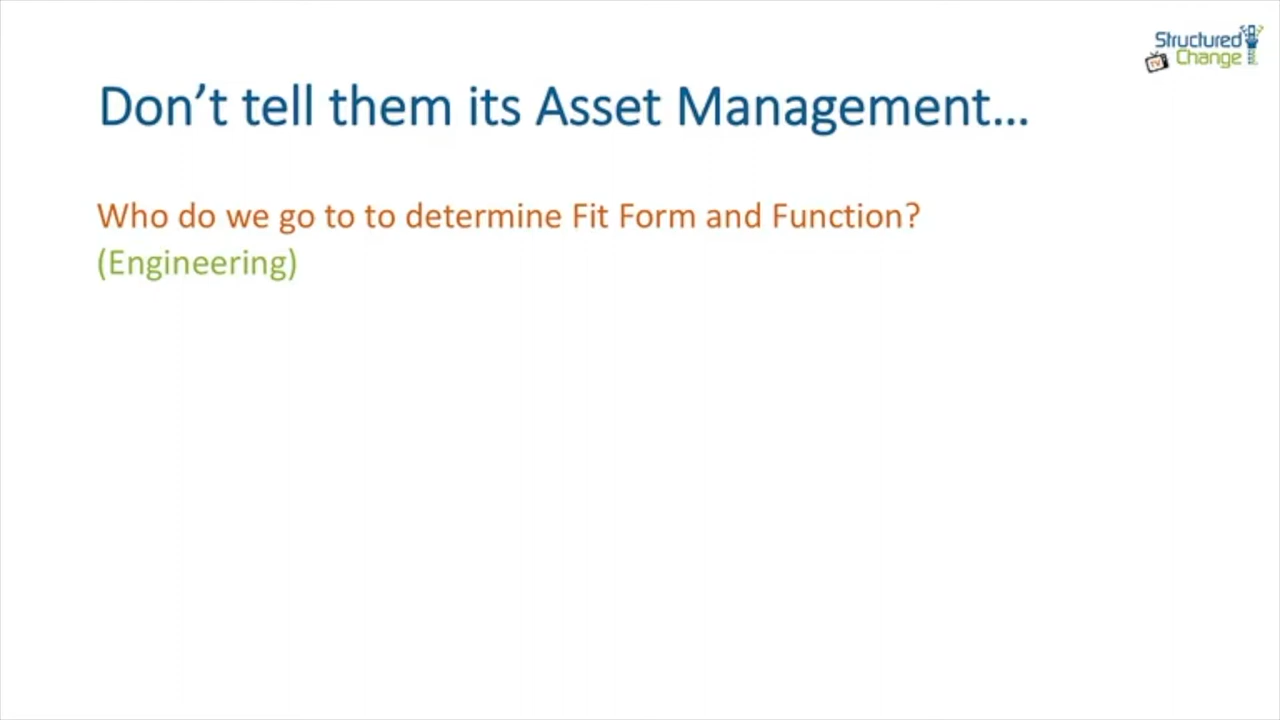 Structured
Change
TV
Don't tell them its Asset Management...
Who do we go to to determine Fit Form and Function?
(Engineering)